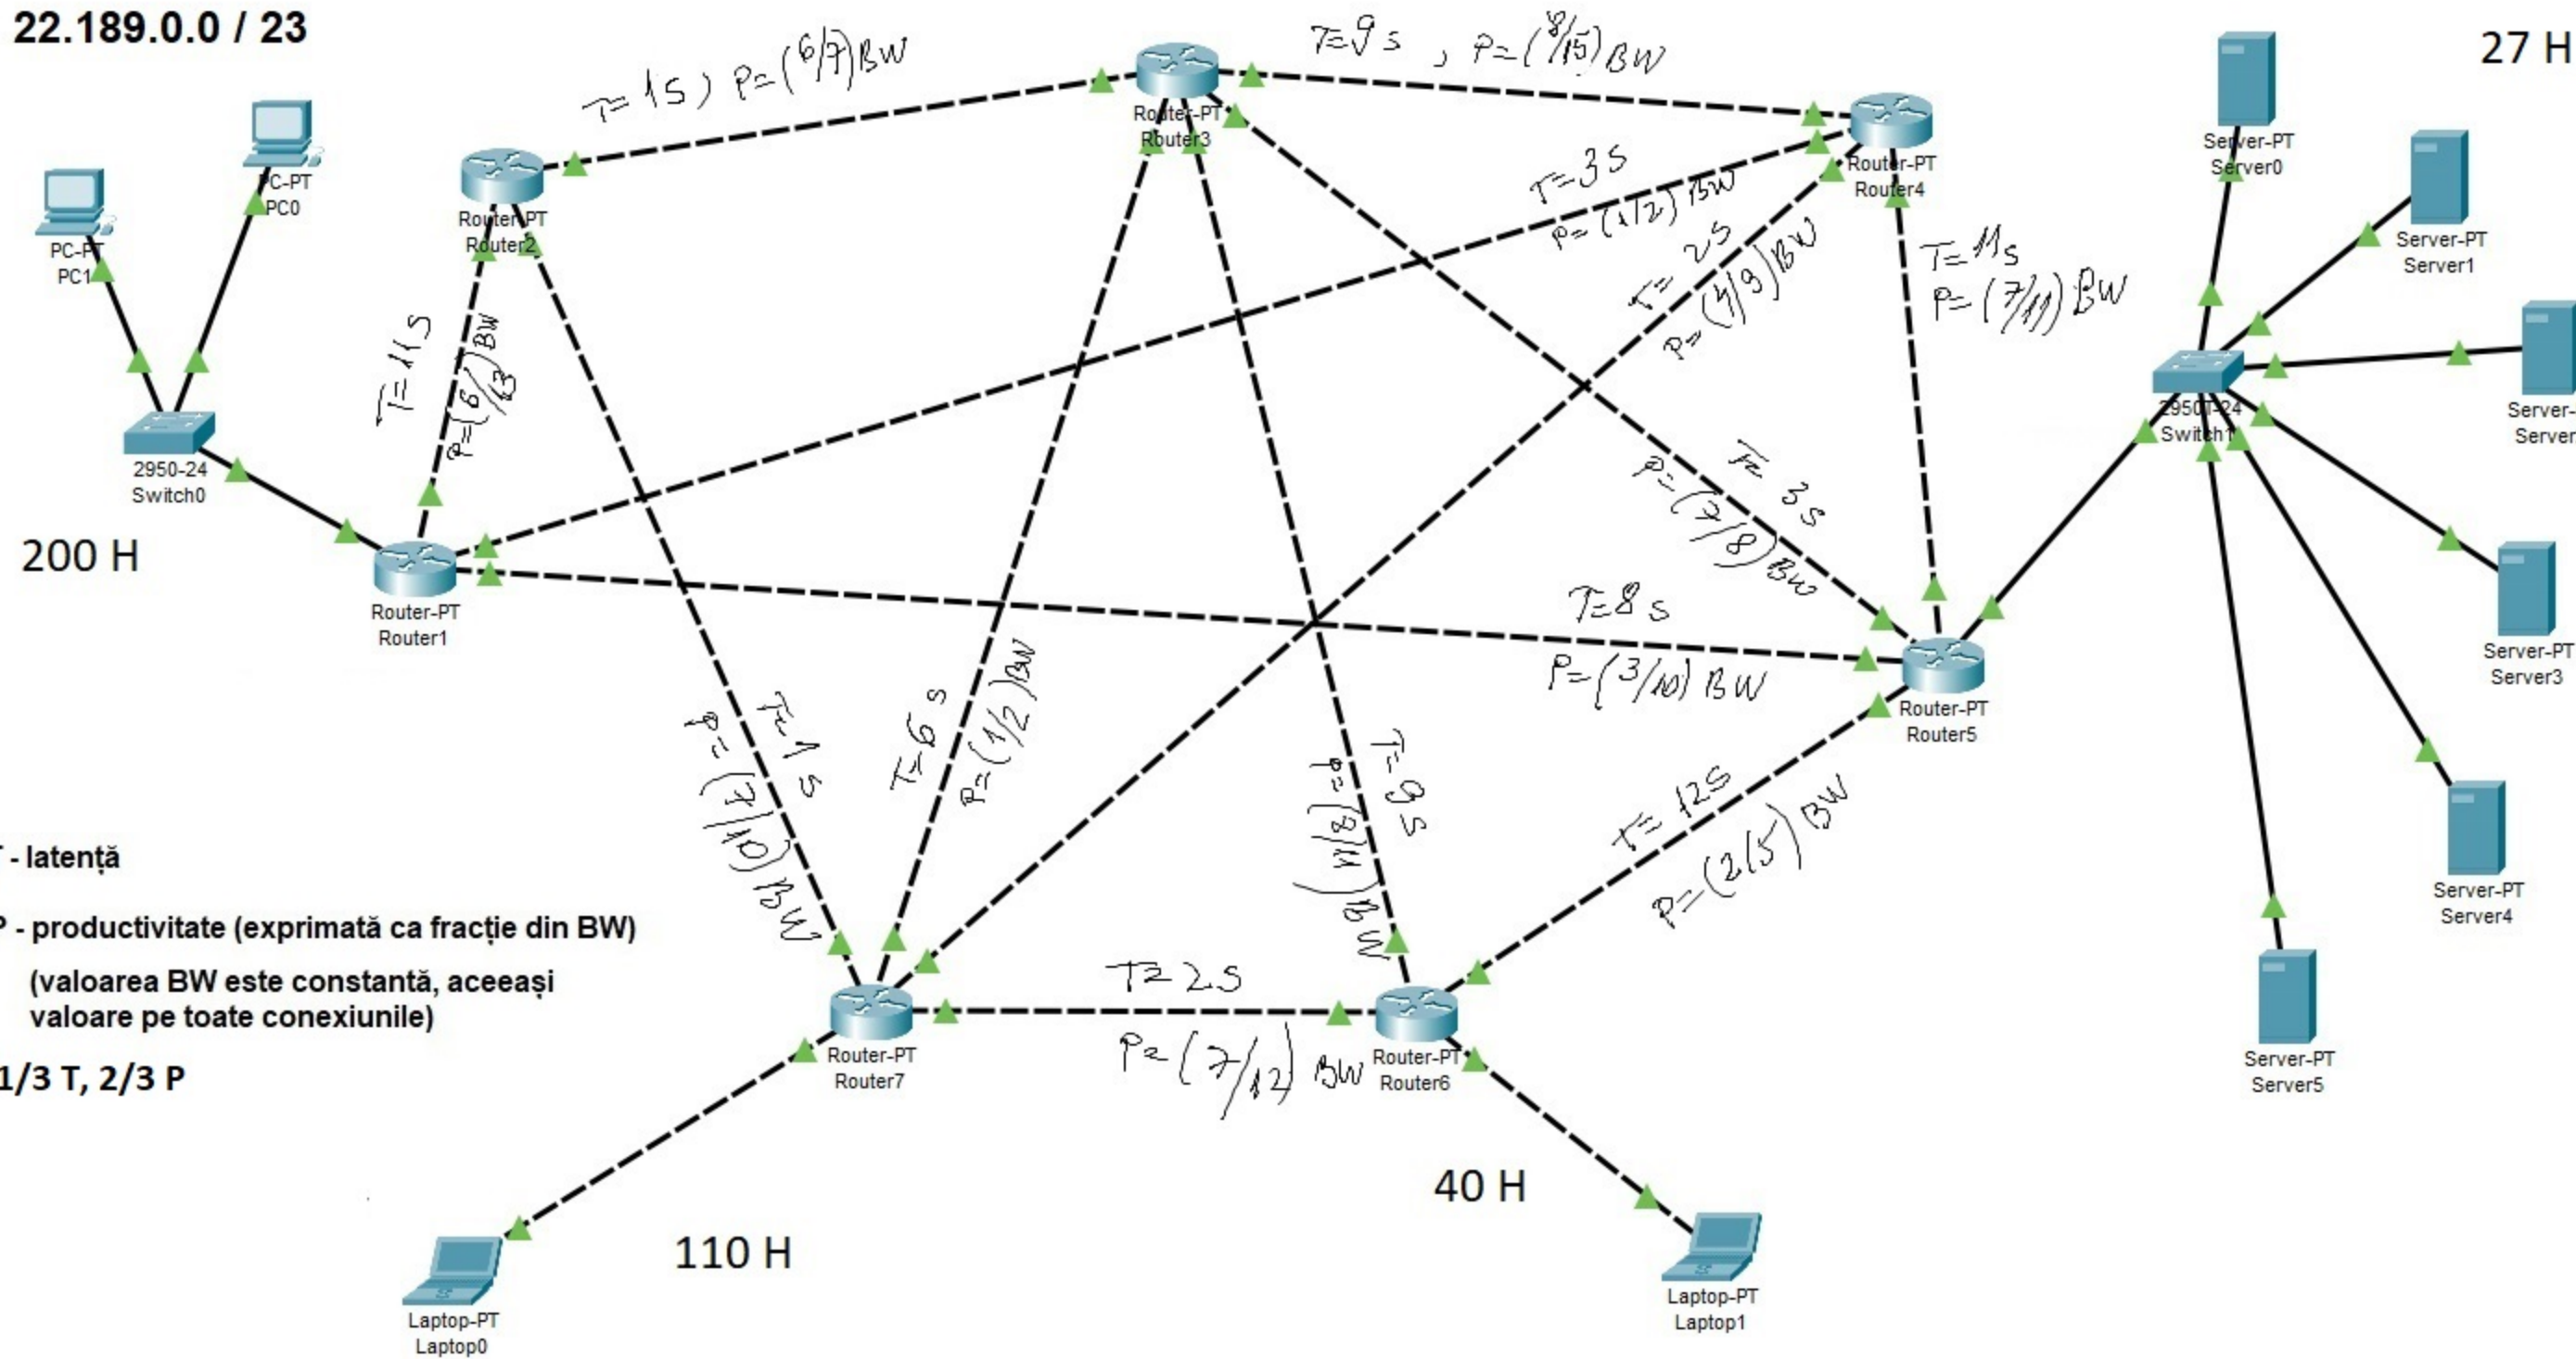 22.189.0.0 / 23
T=1s, P=(6/7)BW
T=9s, P=(8/15)BW
27 H
PC-PT
PC0
PC-PT
PC1
Router-PT
Router2
Router-PT
Router3
Router-PT
Router4
Server-PT
Server0
Server-PT
Server1
Server-
Server
T=3s
P=(1/2)BW
T=2s
P=(4/9)BW
T=11s
P=(7/11)BW
T=11s
P=(6/13)BW
2950-24
Switch0
2950T-24
Switch1
200 H
Router-PT
Router1
T=3s
P=(7/8)BW
T=8s
P=(3/10)BW
Router-PT
Router5
Server-PT
Server3
T=1s
P=(7/10)BW
T=6s
P=(1/2)BW
T=9s
P=(8/11)BW
T=12s
P=(2/5)BW
Server-PT
Server4
- latență
- productivitate (exprimată ca fracție din BW)
(valoarea BW este constantă, aceeași
valoare pe toate conexiunile)
1/3 T, 2/3 P
T=2s
P=(7/12)BW
Router-PT
Router7
Router-PT
Router6
Server-PT
Server5
40 H
110 H
Laptop-PT
Laptop0
Laptop-PT
Laptop1